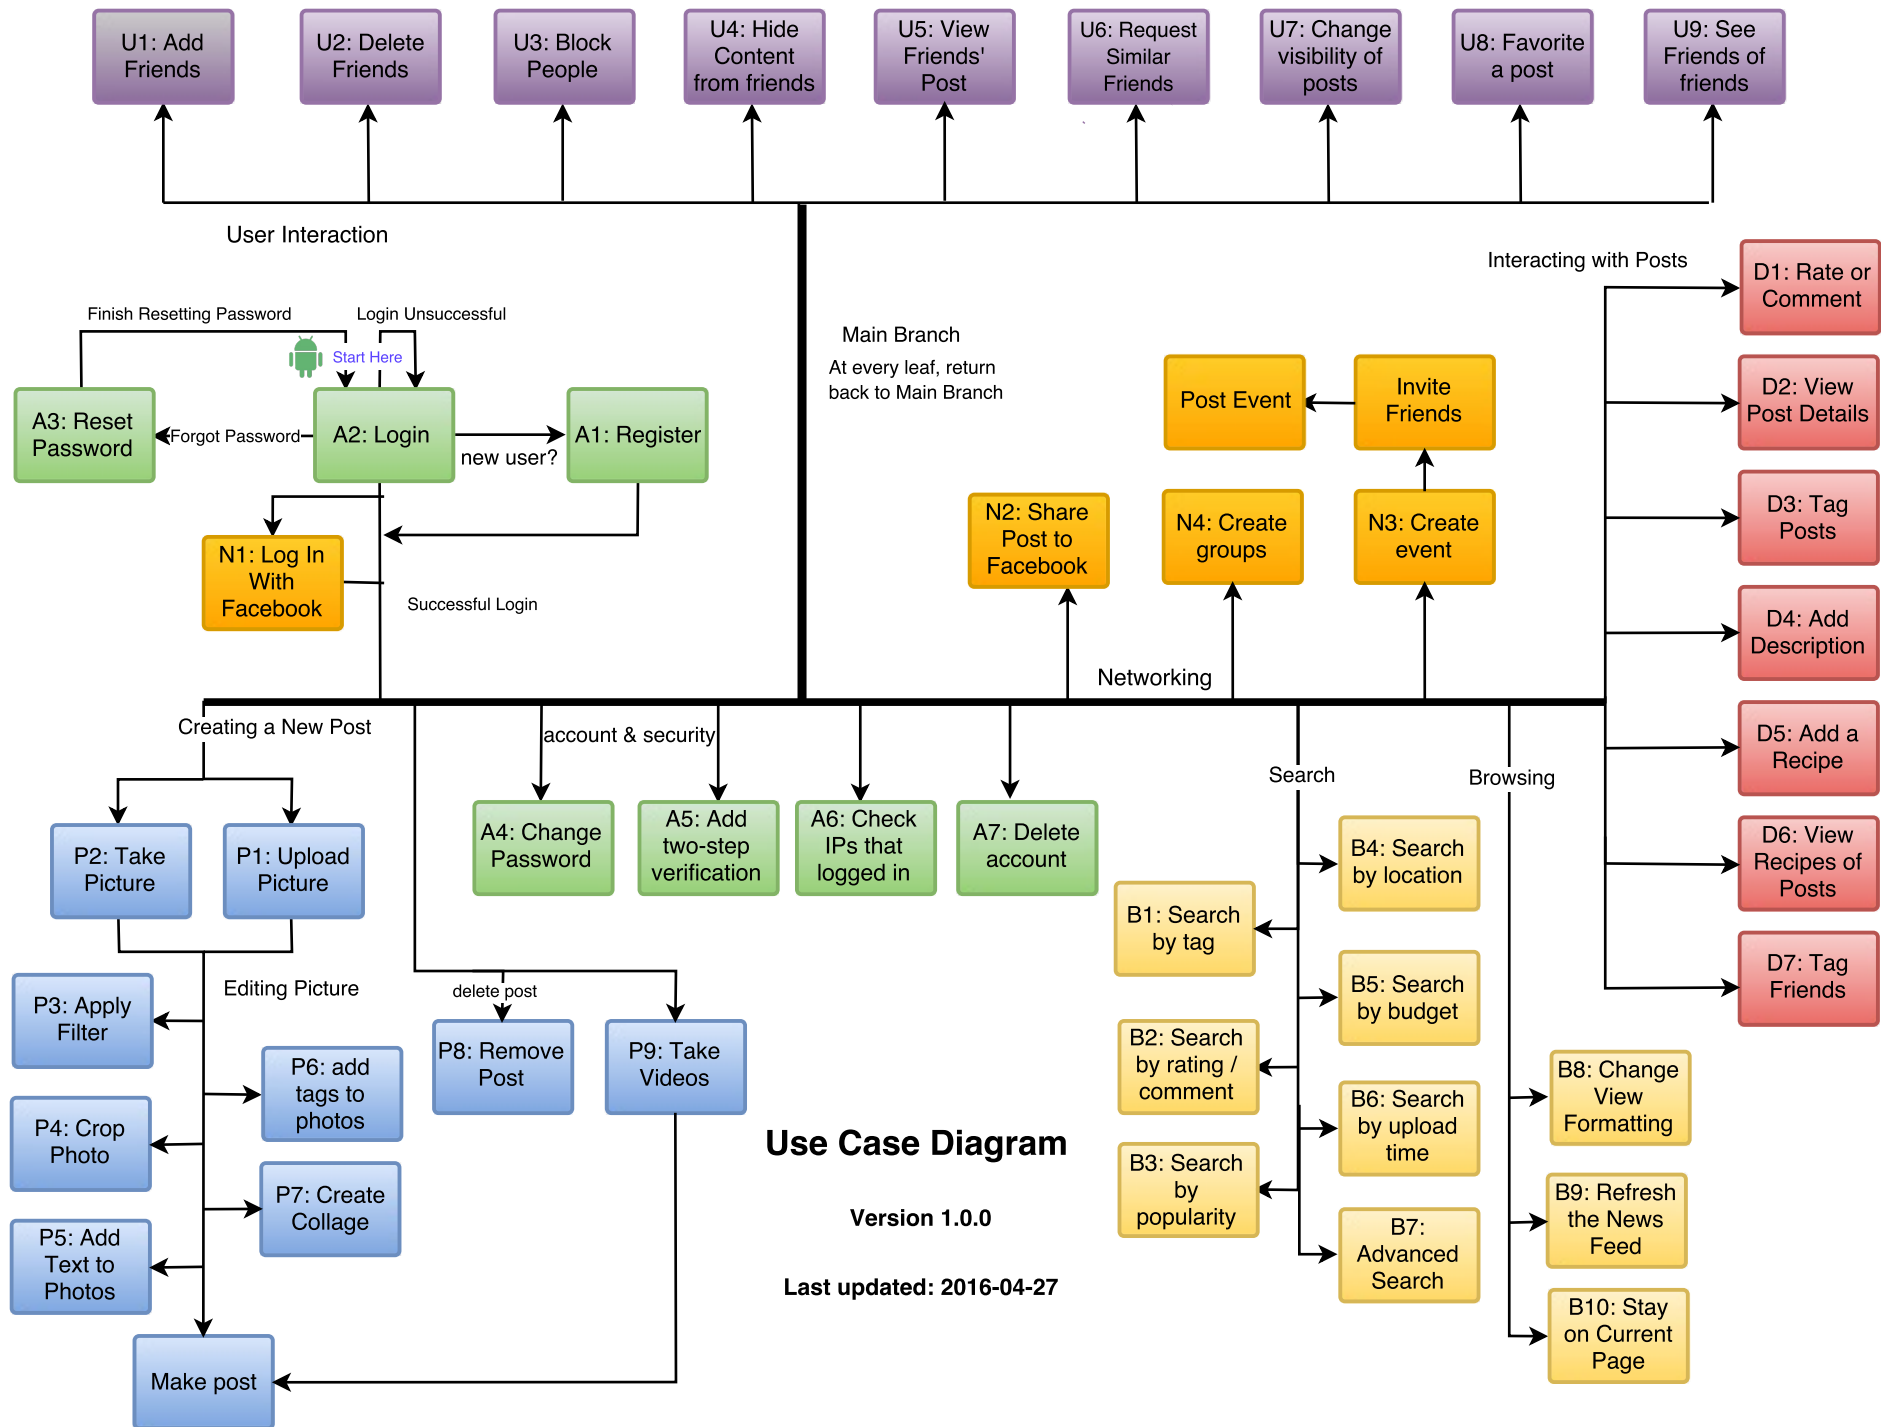 U1: Add
Friends
U2: Delete
Friends
U3: Block
People
U4: Hide
Content
from friends
U5: View
Friends'
Post
U6: Request
Similar
Friends
U7: Change
visibility of
posts
U8: Favorite
a post
U9: See
Friends of
friends
User Interaction
Finish Resetting Password
Login Unsuccessful
Start Here
A3: Reset
Password
Forgot Password
A2: Login
new user?
A1: Register
N1: Log In
With
Facebook
Successful Login
Main Branch
At every leaf, return
back to Main Branch
Post Event
Invite
Friends
N2: Share
Post to
Facebook
N4: Create
groups
N3: Create
event
Networking
Interacting with Posts
D1: Rate or
Comment
D2: View
Post Details
D3: Tag
Posts
D4: Add
Description
D5: Add a
Recipe
D6: View
Recipes of
Posts
D7: Tag
Friends
Creating a New Post
P2: Take
Picture
P1: Upload
Picture
Editing Picture
P3: Apply
Filter
P6: add
tags to
photos
P4: Crop
Photo
P7: Create
Collage
P5: Add
Text to
Photos
Make post
delete post
P8: Remove
Post
P9: Take
Videos
account & security
A4: Change
Password
A5: Add
two-step
verification
A6: Check
IPs that
logged in
A7: Delete
account
Search
B4: Search
by location
B1: Search
by tag
B5: Search
by budget
B2: Search
by rating /
comment
B6: Search
by upload
time
B3: Search
by
popularity
B7:
Advanced
Search
Browsing
B8: Change
View
Formatting
B9: Refresh
the News
Feed
B10: Stay
on Current
Page
Use Case Diagram
Version 1.0.0
Last updated: 2016-04-27